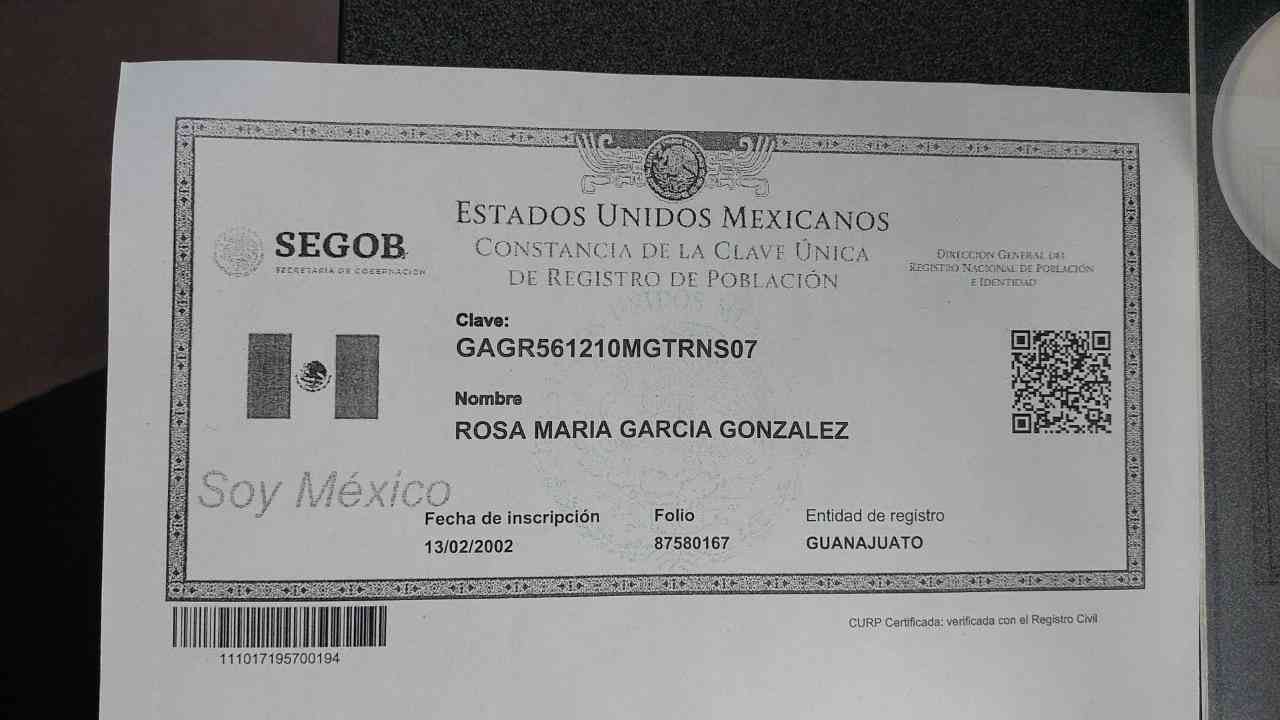 ESTADOS UNIDOS MEXICANOS
CONSTANCIA DE LA CLAVE ÚNICA
DE REGISTRO DE POBLACIÓN
SEGOB
SECRETARÍA DE GOBERNACIÓN
DIRECCIÓN GENERAL DEL
REGISTRO NACIONAL DE POBLACIÓN
E IDENTIDAD
Clave:
GAGR561210MGTRNS07
Nombre
ROSA MARIA GARCIA GONZALEZ
Soy México
Fecha de inscripción
13/02/2002
Folio
87580167
Entidad de registro
GUANAJUATO
111017195700194
CURP Certificada: verificada con el Registro Civil